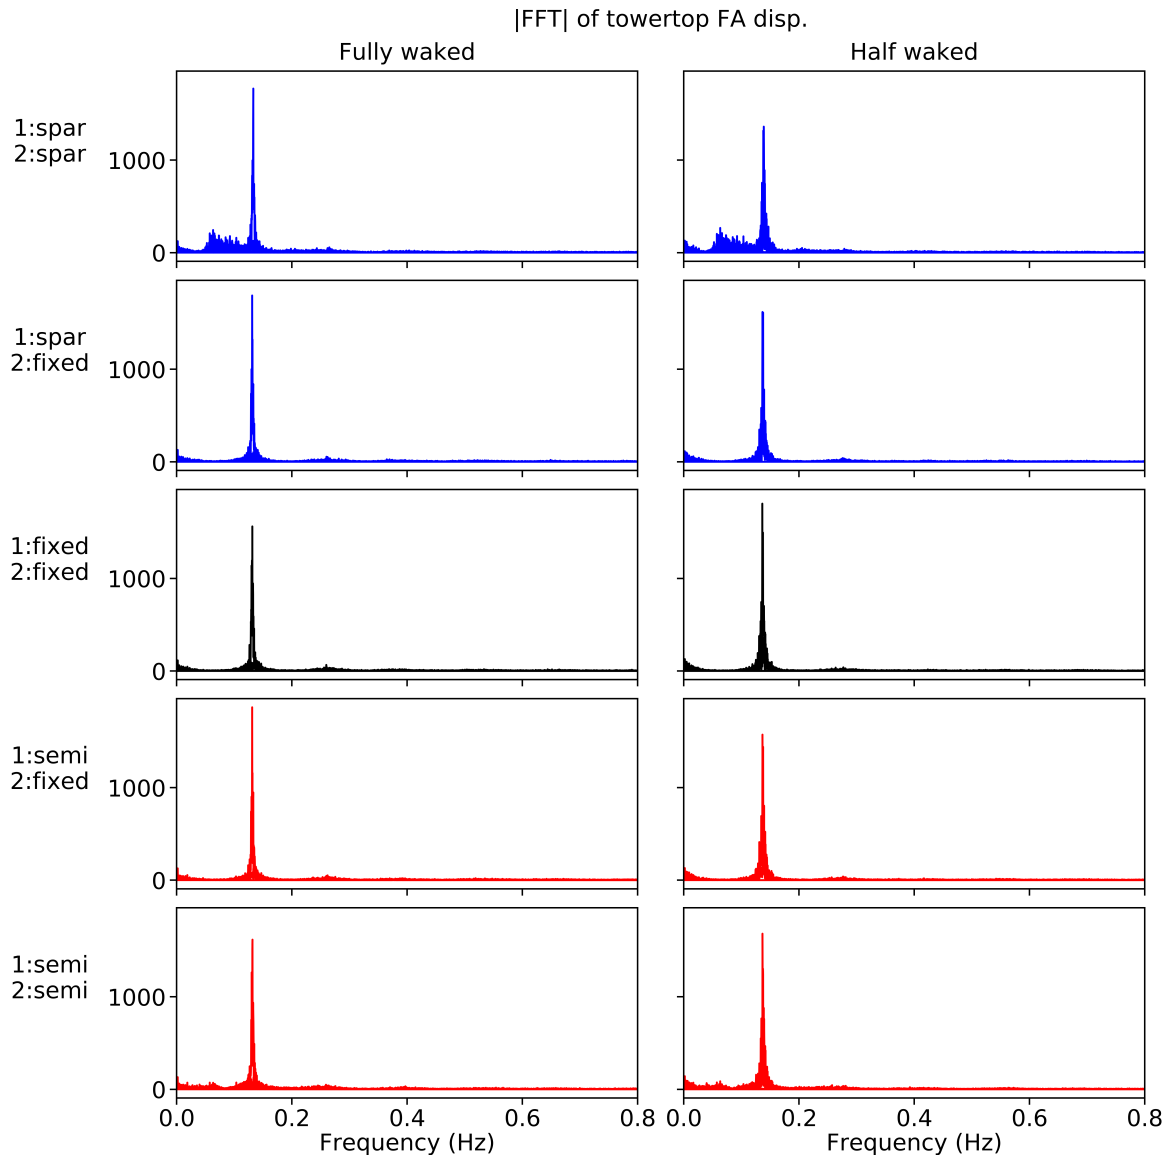 |FFT| of towertop FA disp.
Fully waked
Half waked
1:spar
2:spar
1000
0
1:spar
2:fixed
1000
0
1:fixed
2:fixed
1000
0
1:semi
2:fixed
1000
0
1:semi
2:semi
1000
0
0.0 0.2 0.4 0.6 0.8
0.0 0.2 0.4 0.6 0.8
Frequency (Hz)
Frequency (Hz)